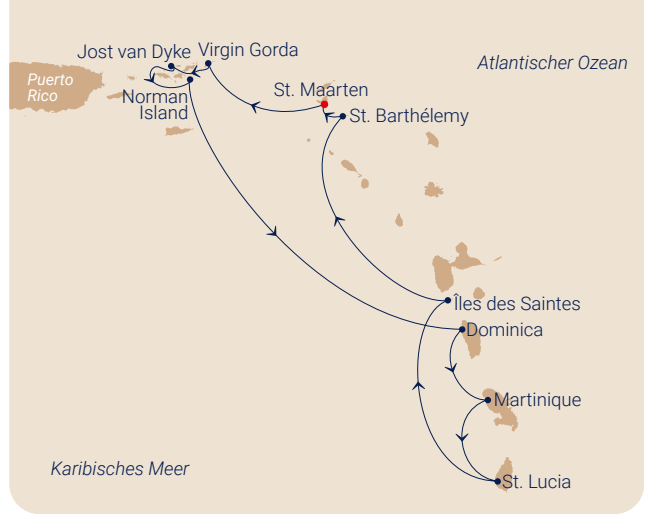 Jost van Dyke
Virgin Gorda
Atlantischer Ozean
Puerto
Rico
Norman
Island
St. Maarten
St. Barthélemy
Îles des Saintes
Dominica
Martinique
Karibisches Meer
St. Lucia